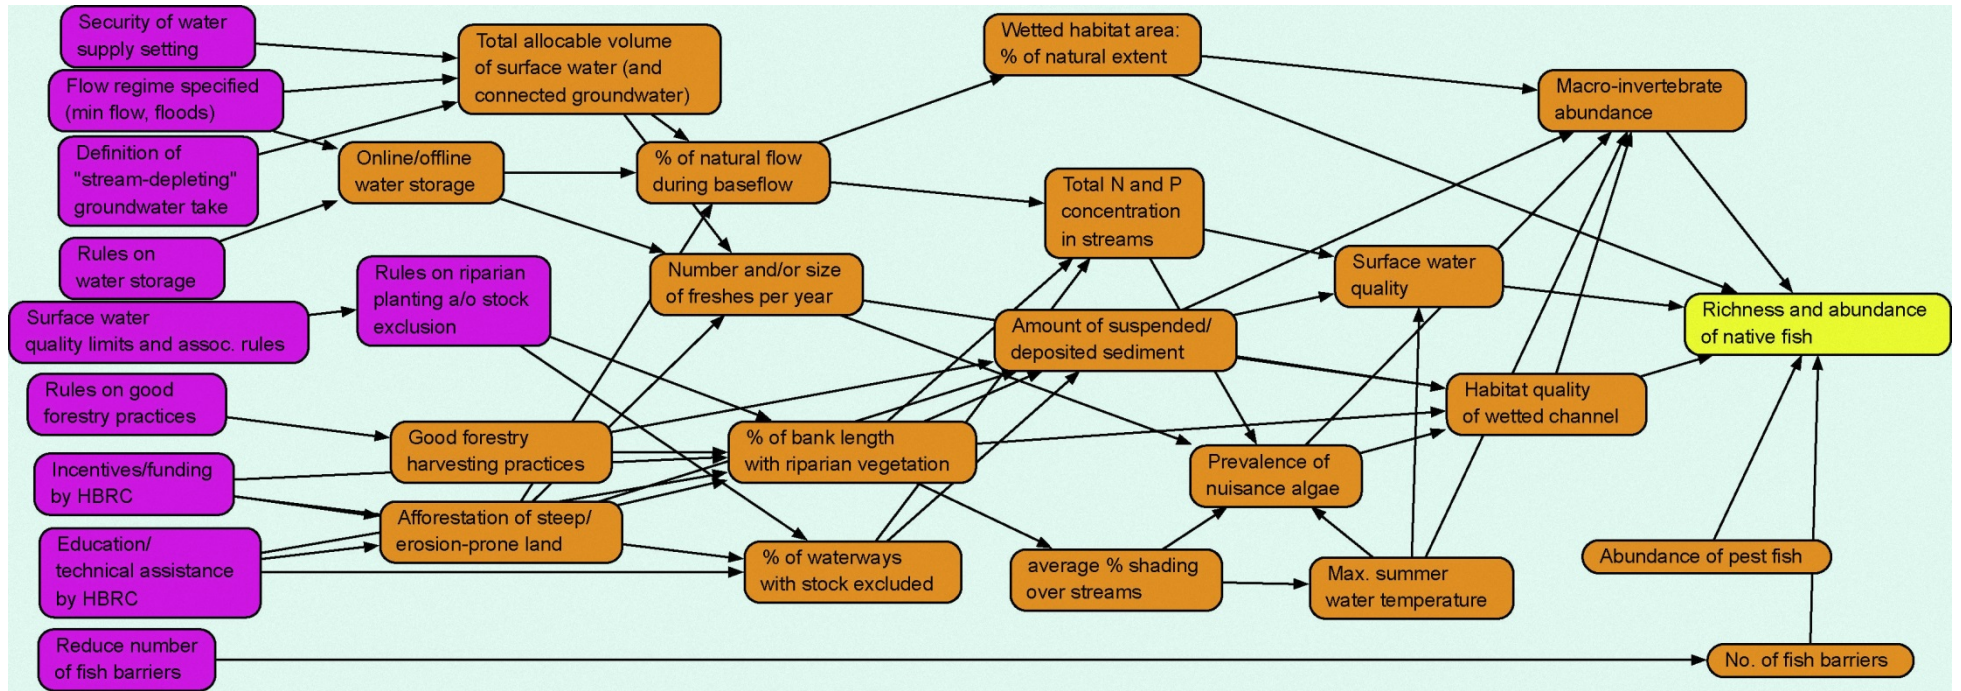 Security of water
supply setting
Flow regime specified
(min flow, floods)
Definition of
"stream-depleting"
groundwater take
Rules on
water storage
Surface water
quality limits and assoc. rules
Rules on good
forestry practices
Incentives/funding
by HBRC
Education/
technical assistance
by HBRC
Reduce number
of fish barriers
Rules on riparian
planting a/o stock
exclusion
Total allocable volume
of surface water (and
connected groundwater)
Online/offline
water storage
Good forestry
harvesting practices
Afforestation of steep/
erosion-prone land
% of natural flow
during baseflow
Number and/or size
of freshes per year
% of bank length
with riparian vegetation
% of waterways
with stock excluded
Wetted habitat area:
% of natural extent
Total N and P
concentration
in streams
Amount of suspended/
deposited sediment
average % shading
over streams
Surface water
quality
Prevalence of
nuisance algae
Max. summer
water temperature
Macro-invertebrate
abundance
Habitat quality
of wetted channel
Richness and abundance
of native fish
Abundance of pest fish
No. of fish barriers